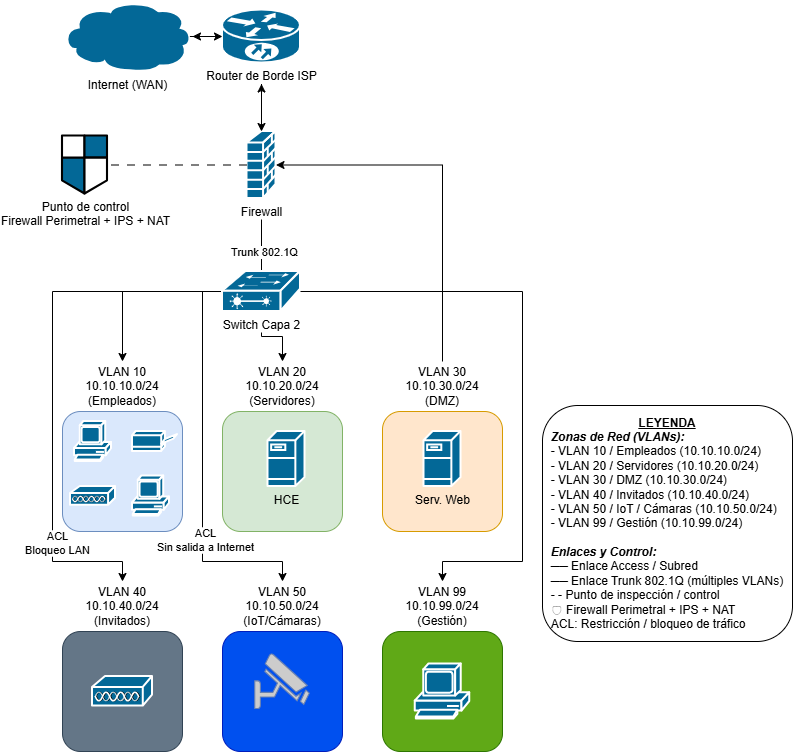 Internet (WAN)
Router de Borde ISP
Punto de control
Firewall Perimetral + IPS + NAT
Firewall
Trunk 802.1Q
Switch Capa 2
VLAN 10
10.10.10.0/24
(Empleados)
VLAN 20
10.10.20.0/24
(Servidores)
HCE
VLAN 30
10.10.30.0/24
(DMZ)
Serv. Web
ACL
Bloqueo LAN
ACL
Sin salida a Internet
VLAN 40
10.10.40.0/24
(Invitados)
VLAN 50
10.10.50.0/24
(IoT/Cámaras)
VLAN 99
10.10.99.0/24
(Gestión)
LEYENDA
Zonas de Red (VLANs):
- VLAN 10 / Empleados (10.10.10.0/24)
- VLAN 20 / Servidores (10.10.20.0/24)
- VLAN 30 / DMZ (10.10.30.0/24)
- VLAN 40 / Invitados (10.10.40.0/24)
- VLAN 50 / IoT / Cámaras (10.10.50.0/24)
- VLAN 99 / Gestión (10.10.99.0/24)
Enlaces y Control:
── Enlace Access / Subred
── Enlace Trunk 802.1Q (múltiples VLANs)
- - Punto de inspección / control
🛡 Firewall Perimetral + IPS + NAT
ACL: Restricción / bloqueo de tráfico